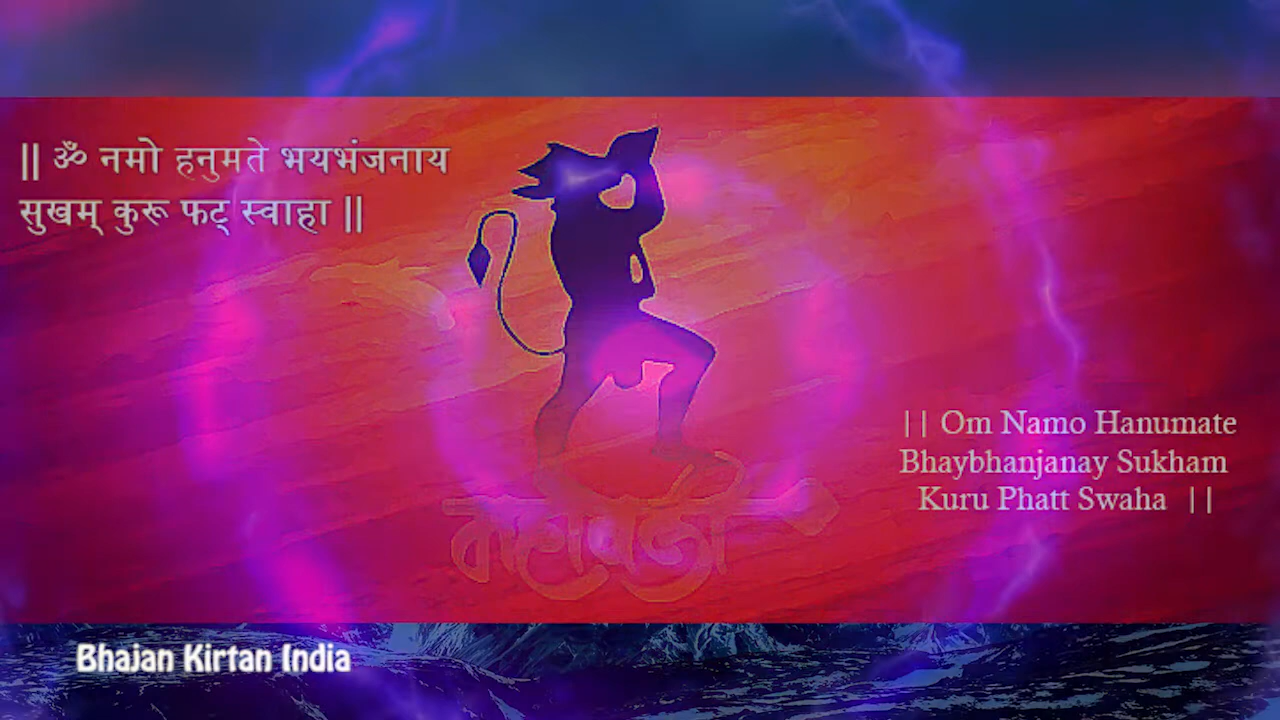 || ॐ नमो हनुमते भयभंजनाय
सुखम् कुरू फट् स्वाहा ||
|| Om Namo Hanumate
Bhaybhanjanay Sukham
Kuru Phatt Swaha ||
Bhajan Kirtan India